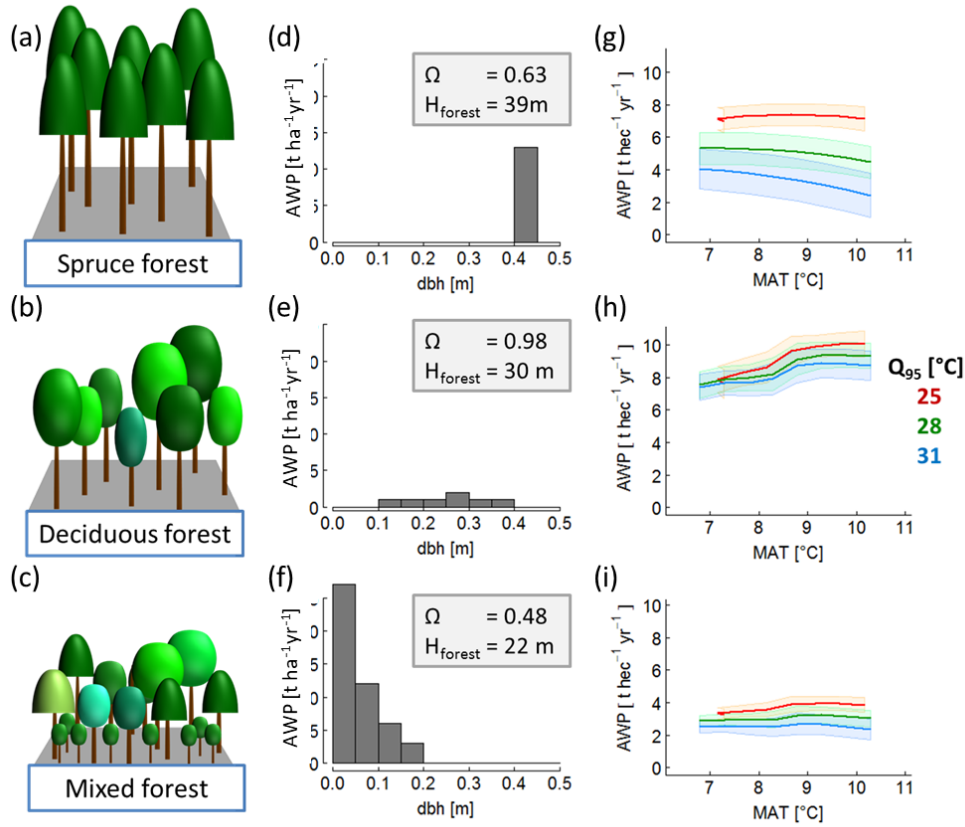 (a)
Spruce forest
(b)
Deciduous forest
(c)
Mixed forest
(d)
AWP [t ha⁻¹yr⁻¹]
0
5
0.0 0.1 0.2 0.3 0.4 0.5
dbh [m]
Ω = 0.63
H_forest = 39m
(e)
AWP [t ha⁻¹yr⁻¹]
0
5
0.0 0.1 0.2 0.3 0.4 0.5
dbh [m]
Ω = 0.98
H_forest = 30 m
(f)
AWP [t ha⁻¹yr⁻¹]
0
5
0.0 0.1 0.2 0.3 0.4 0.5
dbh [m]
Ω = 0.48
H_forest = 22 m
(g)
AWP [ t hec⁻¹ yr⁻¹ ]
10
8
6
4
2
0
7 8 9 10 11
MAT [°C]
(h)
AWP [ t hec⁻¹ yr⁻¹ ]
10
8
6
4
2
0
7 8 9 10 11
MAT [°C]
Q₉₅ [°C]
25
28
31
(i)
AWP [ t hec⁻¹ yr⁻¹ ]
10
8
6
4
2
0
7 8 9 10 11
MAT [°C]